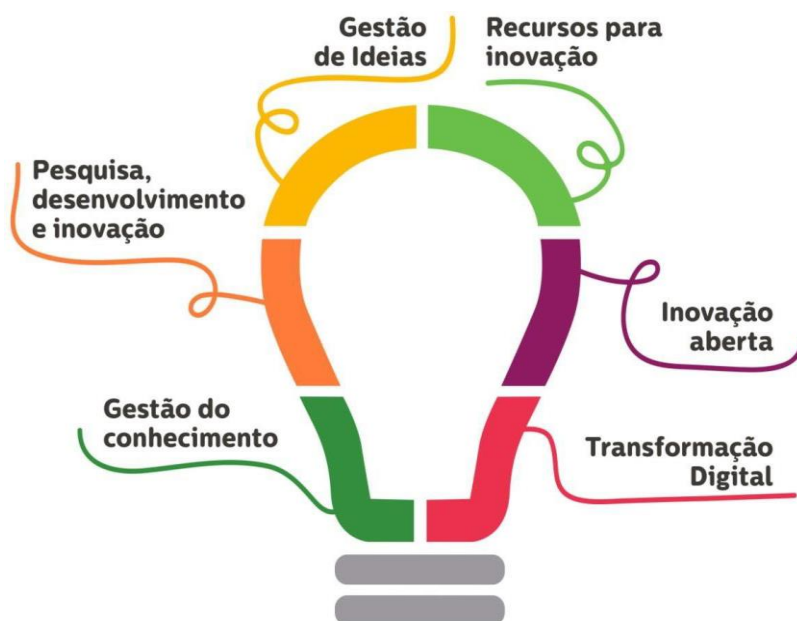 Gestão
de Ideias
Recursos para
inovação
Pesquisa,
desenvolvimento
e inovação
Inovação
aberta
Gestão do
conhecimento
Transformação
Digital